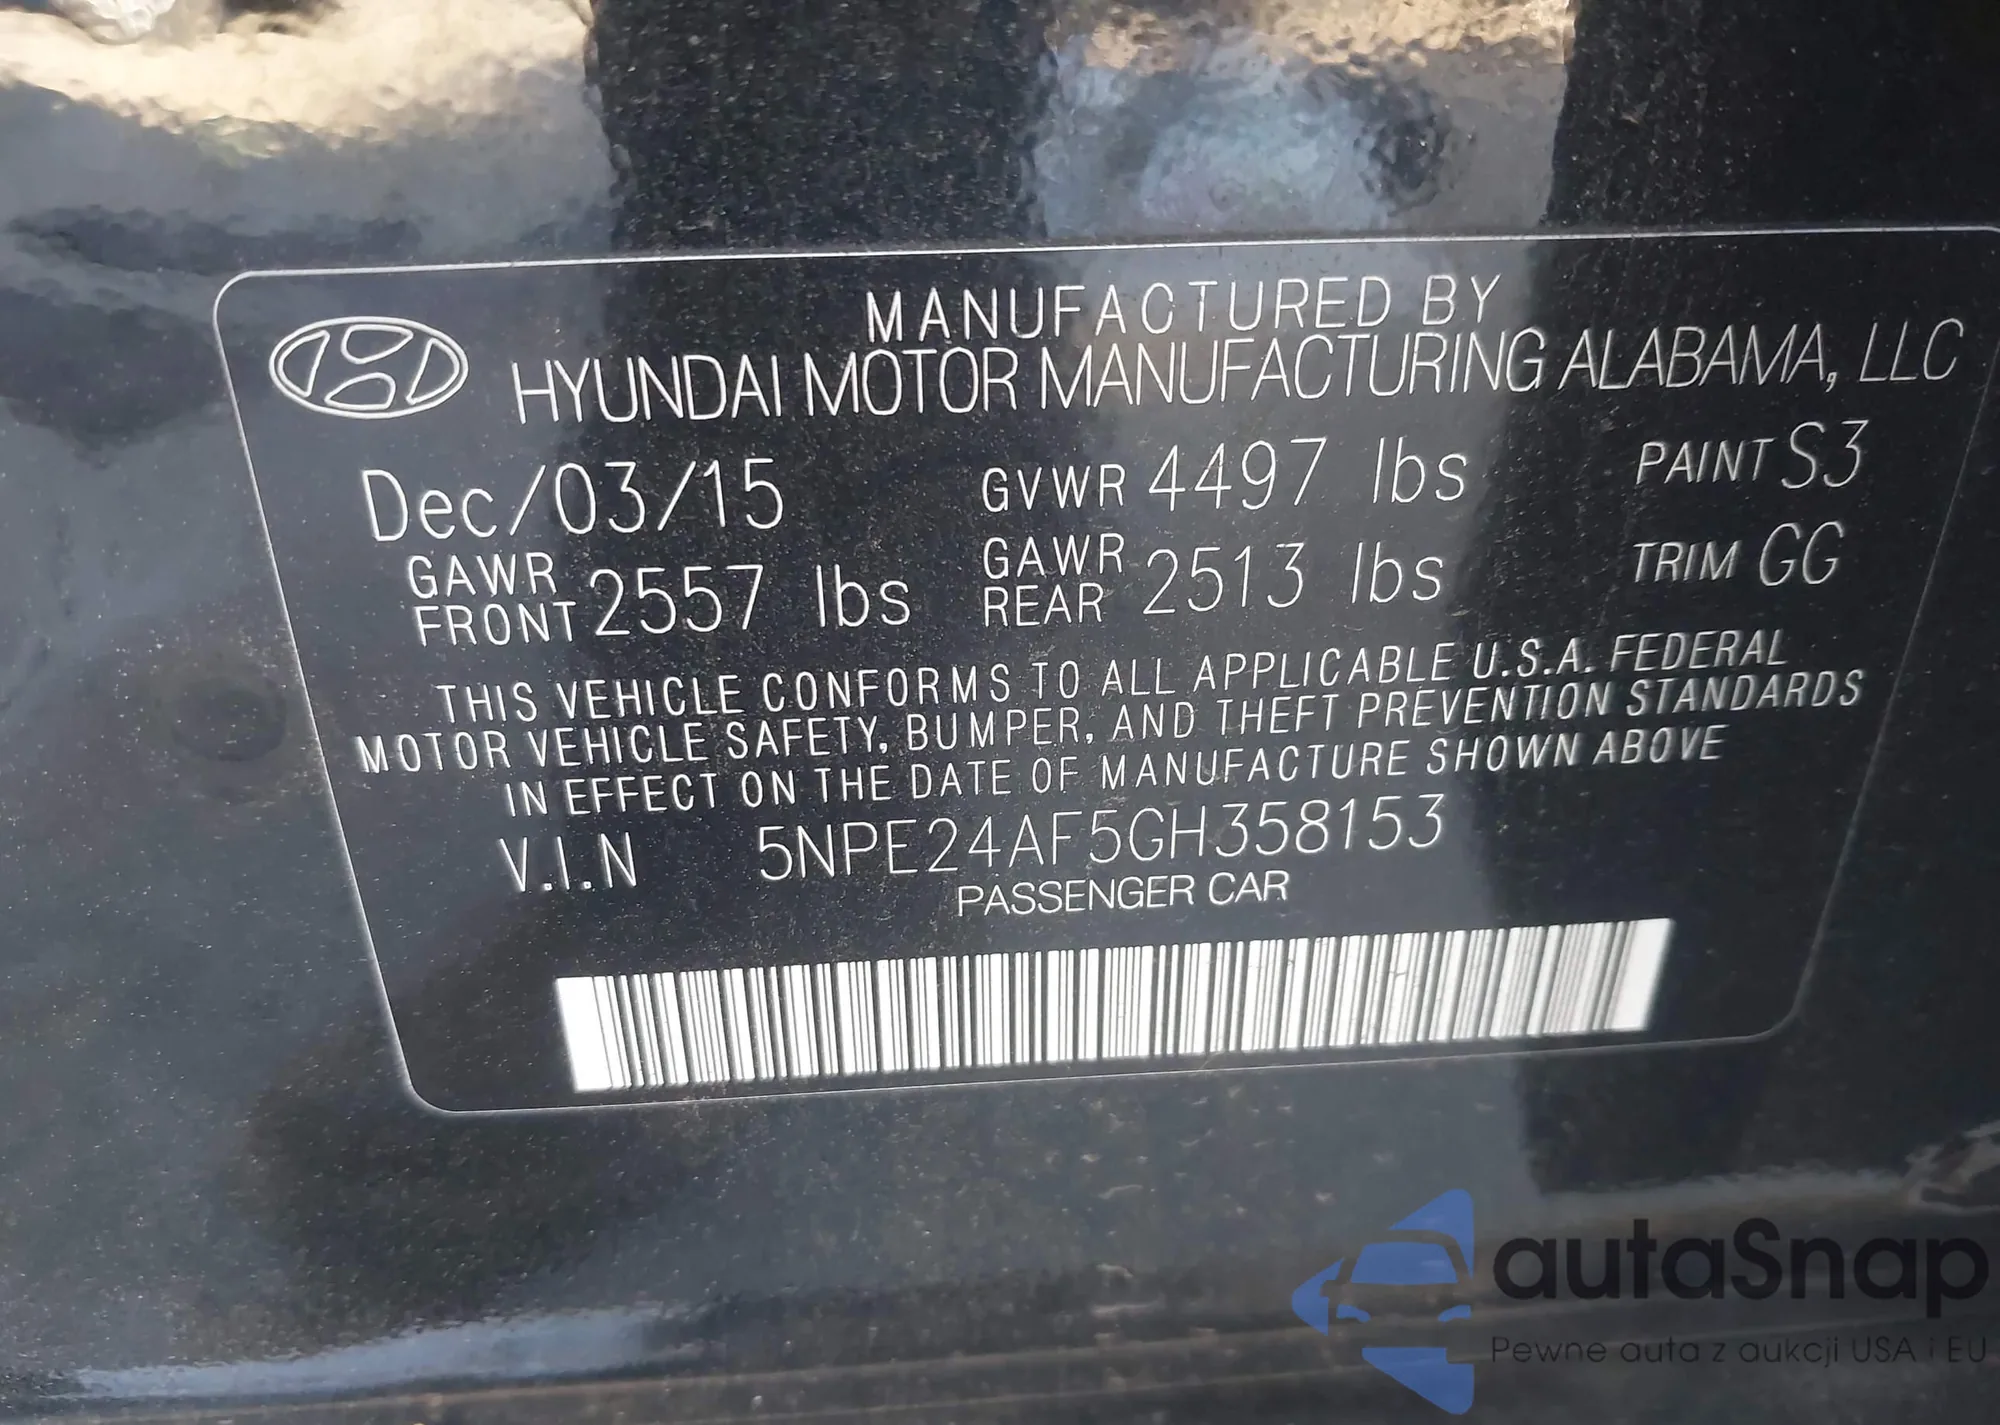 MANUFACTURED BY
HYUNDAI MOTOR MANUFACTURING ALABAMA, LLC
Dec/03/15 GVWR 4497 lbs PAINT S3
GAWR FRONT 2557 lbs GAWR REAR 2513 lbs TRIM GG
THIS VEHICLE CONFORMS TO ALL APPLICABLE U.S.A. FEDERAL
MOTOR VEHICLE SAFETY, BUMPER, AND THEFT PREVENTION STANDARDS
IN EFFECT ON THE DATE OF MANUFACTURE SHOWN ABOVE
V.I.N 5NPE24AF5GH358153
PASSENGER CAR
autaSnap
Pewne auta z aukcji USA i EU